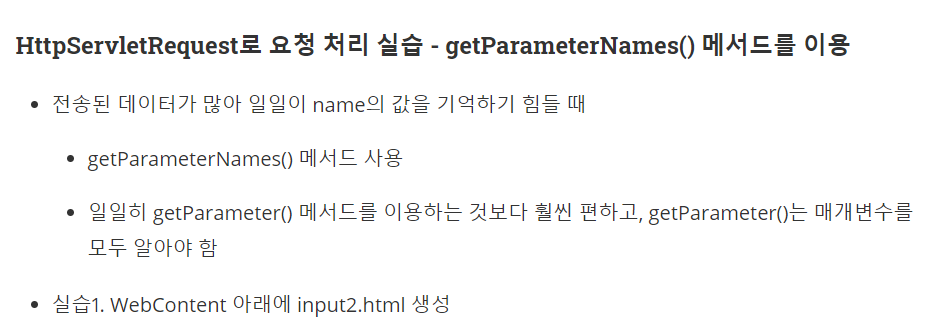 HttpServletRequest로 요청 처리 실습 - getParameterNames() 메서드를 이용
전송된 데이터가 많아 일일이 name의 값을 기억하기 힘들 때
getParameterNames() 메서드 사용
일일히 getParameter() 메서드를 이용하는 것보다 훨씬 편하고, getParameter()는 매개변수를
모두 알아야 함
실습1. WebContent 아래에 input2.html 생성